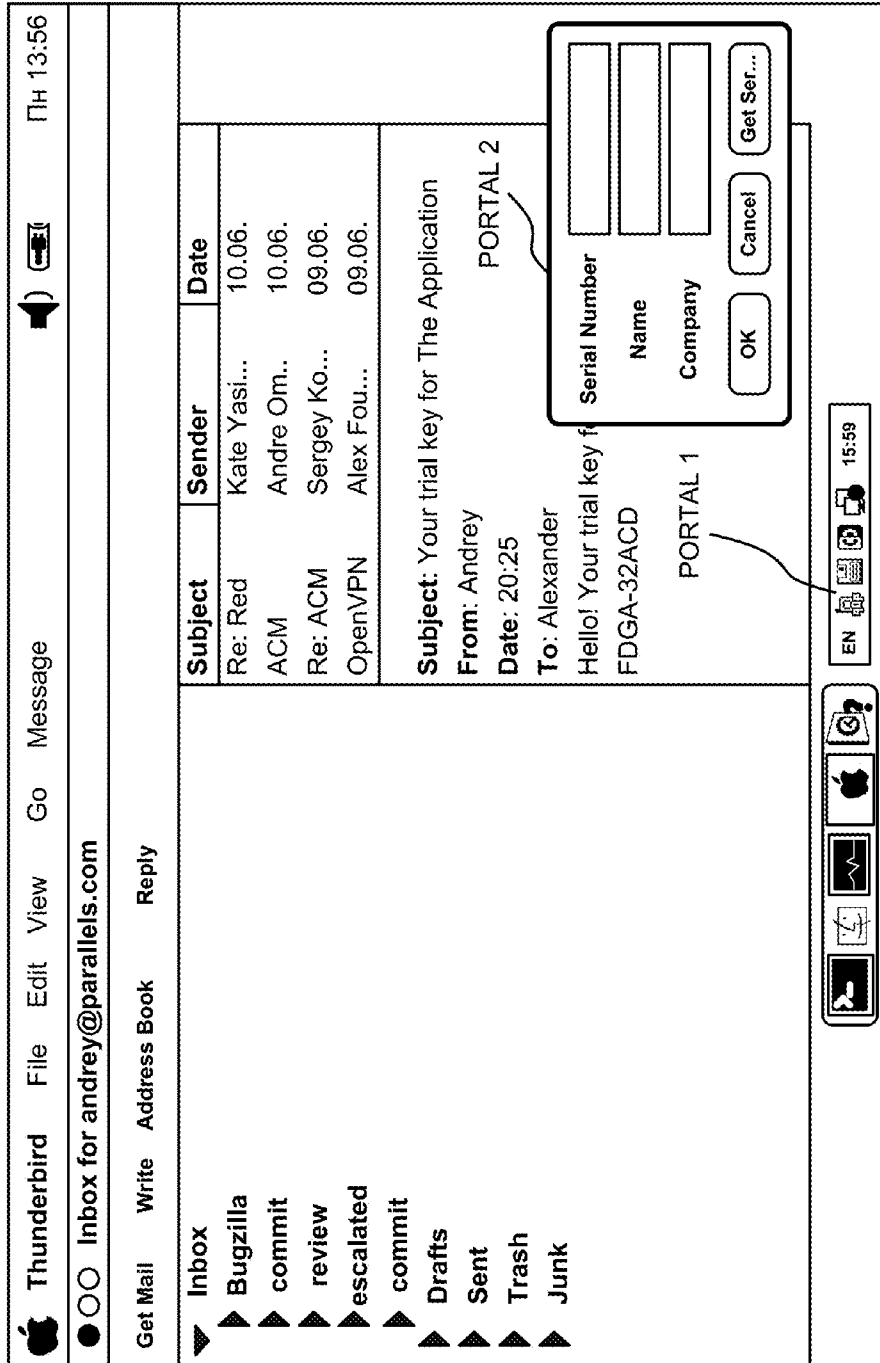 Thunderbird File Edit View Go Message Пн 13:56
Inbox for andrey@parallels.com
Get Mail Write Address Book Reply
Inbox
Bugzilla
commit
review
escalated
commit
Drafts
Sent
Trash
Junk
Subject Sender Date
Re: Red Kate Yasi... 10.06.
ACM Andre Om.. 10.06.
Re: ACM Sergey Ko... 09.06.
OpenVPN Alex Fou... 09.06.
Subject: Your trial key for The Application
From: Andrey
Date: 20:25
To: Alexander
Hello! Your trial key fo
FDGA-32ACD
PORTAL 2
Serial Number
Name
Company
OK Cancel Get Ser...
PORTAL 1
EN 15:59